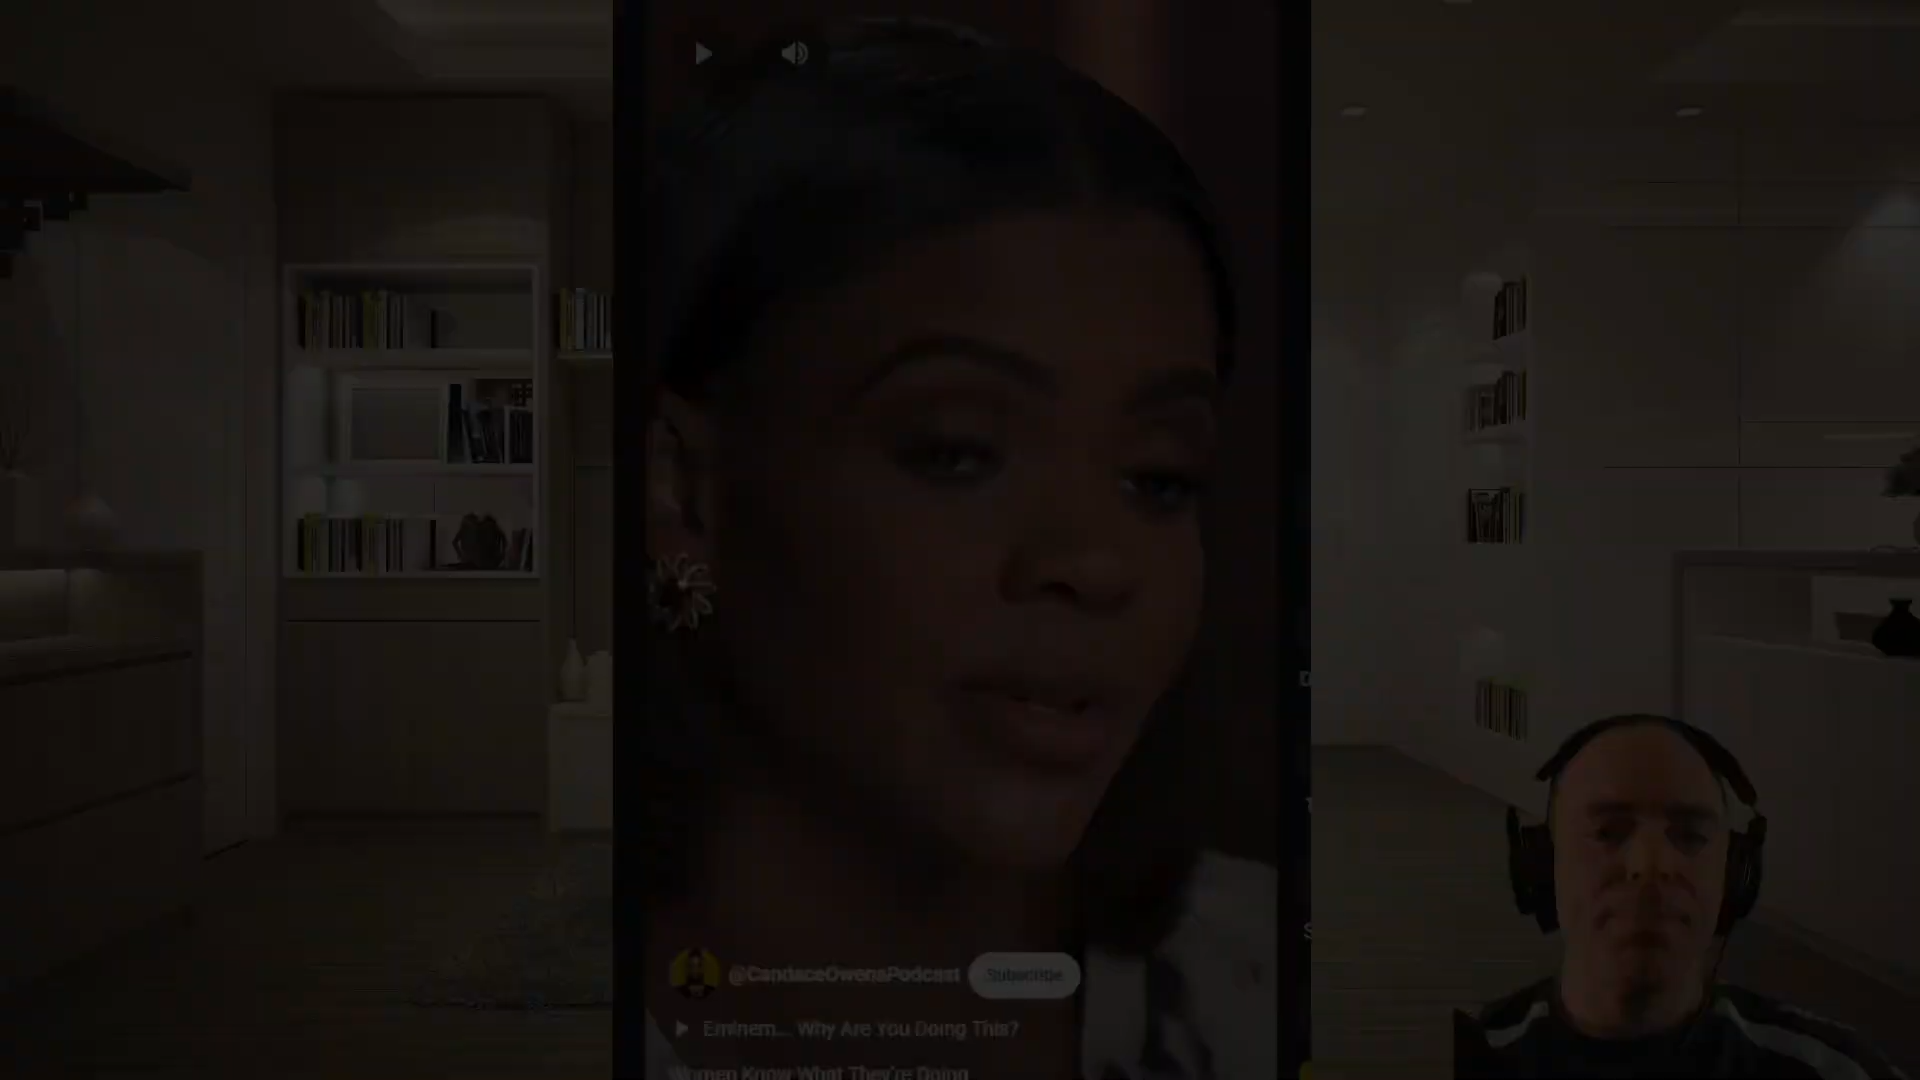 @CandaceOwensPodcast Subscribe
Eminem... Why Are You Doing This?
Women Know What They're Doing